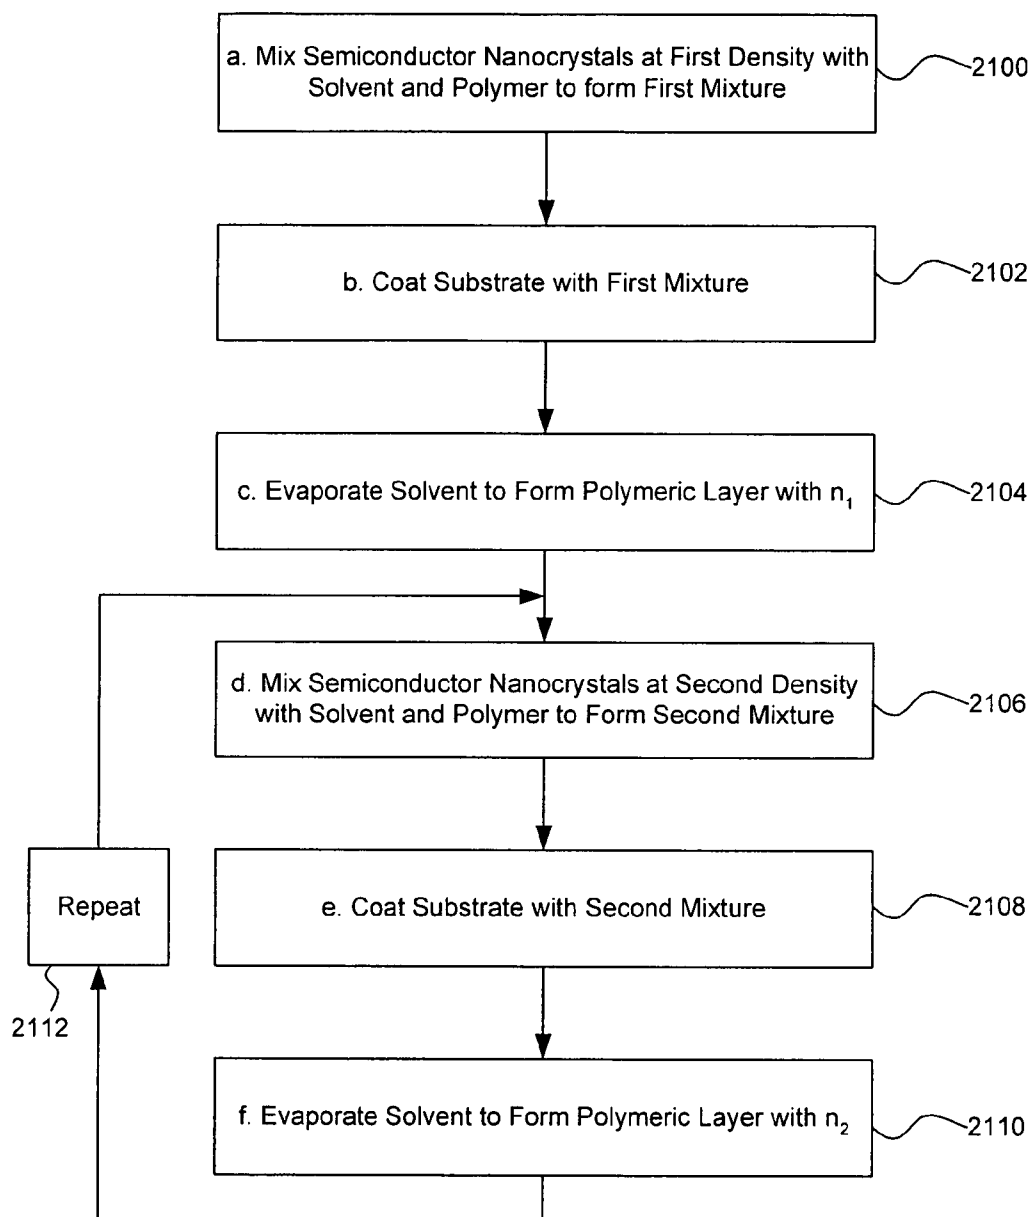 a. Mix Semiconductor Nanocrystals at First Density with
Solvent and Polymer to form First Mixture
2100
b. Coat Substrate with First Mixture
2102
c. Evaporate Solvent to Form Polymeric Layer with n₁
2104
d. Mix Semiconductor Nanocrystals at Second Density
with Solvent and Polymer to Form Second Mixture
2106
Repeat
2112
e. Coat Substrate with Second Mixture
2108
f. Evaporate Solvent to Form Polymeric Layer with n₂
2110